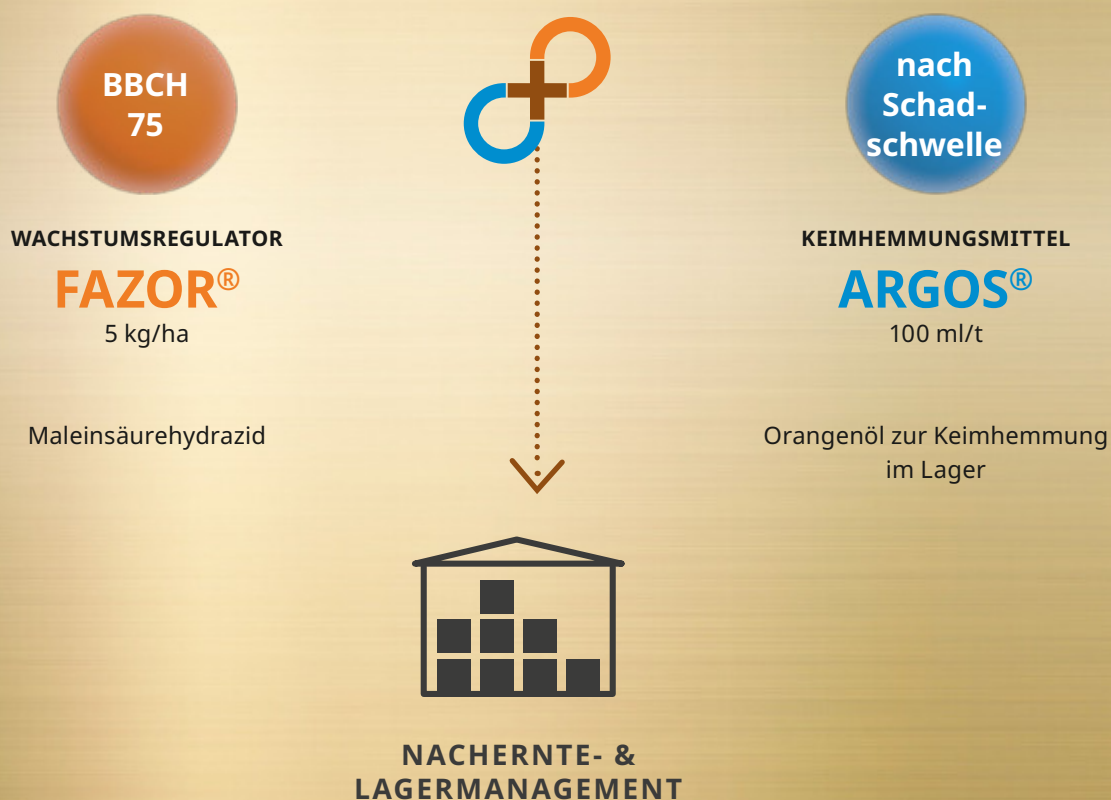 BBCH
75
WACHSTUMSREGULATOR
FAZOR®
5 kg/ha
Maleinsäurehydrazid
nach
Schad-
schwelle
KEIMHEMMUNGSMITTEL
ARGOS®
100 ml/t
Orangenöl zur Keimhemmung
im Lager
NACHERNTE- &
LAGERMANAGEMENT